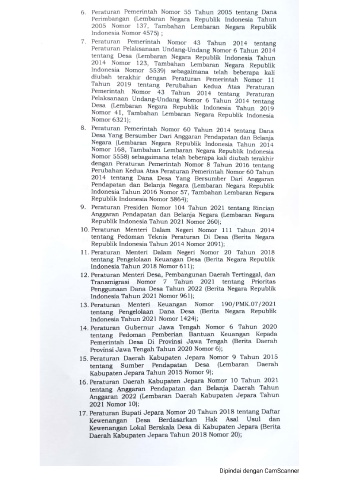 6. Peraturan Pemerintah Nomor 55 Tahun 2005 tentang Dana
Perimbangan (Lembaran Negara Republik Indonesia Tahun
2005 Nomor 137, Tambahan Lembaran Negara Republik
Indonesia Nomor 4575) ;
7. Peraturan Pemerintah Nomor 43 Tahun 2014 tentang
Peraturan Pelaksanaan Undang-Undang Nomor 6 Tahun 2014
tentang Desa (Lembaran Negara Republik Indonesia Tahun
2014 Nomor 123, Tambahan Lembaran Negara Republik
Indonesia Nomor 5539) sebagaimana telah beberapa kali
diubah terakhir dengan Peraturan Pemerintah Nomor 11
Tahun 2019 tentang Perubahan Kedua Atas Peraturan
Pemerintah Nomor 43 Tahun 2014 tentang Peraturan
Pelaksanaan Undang-Undang Nomor 6 Tahun 2014 tentang
Desa (Lembaran Negara Republik Indonesia Tahun 2019
Nomor 41, Tambahan Lembaran Negara Republik Indonesia
Nomor 6321);
8. Peraturan Pemerintah Nomor 60 Tahun 2014 tentang Dana
Desa Yang Bersumber Dari Anggaran Pendapatan dan Belanja
Negara (Lembaran Negara Republik Indonesia Tahun 2014
Nomor 168, Tambahan Lembaran Negara Republik Indonesia
Nomor 5558) sebagaimana telah beberapa kali diubah terakhir
dengan Peraturan Pemerintah Nomor 8 Tahun 2016 tentang
Perubahan Kedua Atas Peraturan Pemerintah Nomor 60 Tahun
2014 tentang Dana Desa Yang Bersumber Dari Anggaran
Pendapatan dan Belanja Negara (Lembaran Negara Republik
Indonesia Tahun 2016 Nomor 57, Tambahan Lembaran Negara
Republik Indonesia Nomor 5864);
9. Peraturan Presiden Nomor 104 Tahun 2021 tentang Rincian
Anggaran Pendapatan dan Belanja Negara (Lembaran Negara
Republik Indonesia Tahun 2021 Nomor 260);
10. Peraturan Menteri Dalam Negeri Nomor 111 Tahun 2014
tentang Pedoman Teknis Peraturan Di Desa (Berita Negara
Republik Indonesia Tahun 2014 Nomor 2091);
11. Peraturan Menteri Dalam Negeri Nomor 20 Tahun 2018
tentang Pengelolaan Keuangan Desa (Berita Negara Republik
Indonesia Tahun 2018 Nomor 611);
12. Peraturan Menteri Desa, Pembangunan Daerah Tertinggal, dan
Transmigrasi Nomor 7 Tahun 2021 tentang Prioritas
Penggunaan Dana Desa Tahun 2022 (Berita Negara Republik
Indonesia Tahun 2021 Nomor 961);
13. Peraturan Menteri Keuangan Nomor 190/PMK.07/2021
tentang Pengelolaan Dana Desa (Berita Negara Republik
Indonesia Tahun 2021 Nomor 1424);
14. Peraturan Gubernur Jawa Tengah Nomor 6 Tahun 2020
tentang Pedoman Pemberian Bantuan Keuangan Kepada
Pemerintah Desa Di Provinsi Jawa Tengah (Berita Daerah
Provinsi Jawa Tengah Tahun 2020 Nomor 6);
15. Peraturan Daerah Kabupaten Jepara Nomor 9 Tahun 2015
tentang Sumber Pendapatan Desa (Lembaran Daerah
Kabupaten Jepara Tahun 2015 Nomor 9);
16. Peraturan Daerah Kabupaten Jepara Nomor 10 Tahun 2021
tentang Anggaran Pendapatan dan Belanja Daerah Tahun
Anggaran 2022 (Lembaran Daerah Kabupaten Jepara Tahun
2021 Nomor 10);
17. Peraturan Bupati Jepara Nomor 20 Tahun 2018 tentang Daftar
Kewenangan Desa Berdasarkan Hak Asal Usul dan
Kewenangan Lokal Berskala Desa di Kabupaten Jepara (Berita
Daerah Kabupaten Jepara Tahun 2018 Nomor 20);
Dipindai dengan CamScanner